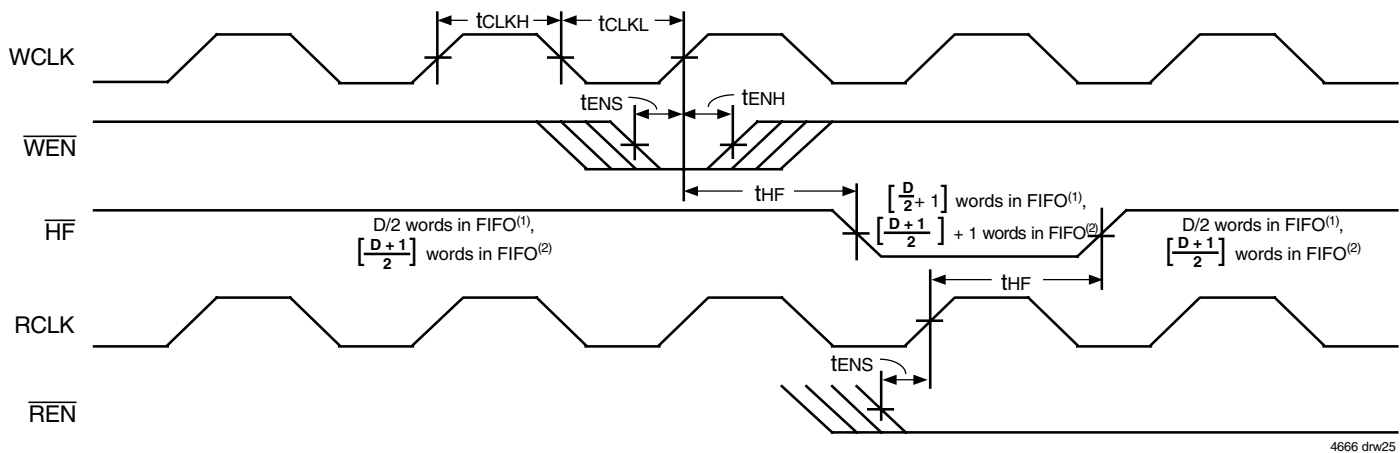 tCLKH
tCLKL
WCLK
tENS
tENH
WEN
tHF
HF
D/2 words in FIFO(1),
[D + 1 / 2] words in FIFO(2)
[D/2 + 1] words in FIFO(1),
[D + 1 / 2] + 1 words in FIFO(2)
D/2 words in FIFO(1),
[D + 1 / 2] words in FIFO(2)
tHF
RCLK
tENS
REN
4666 drw25